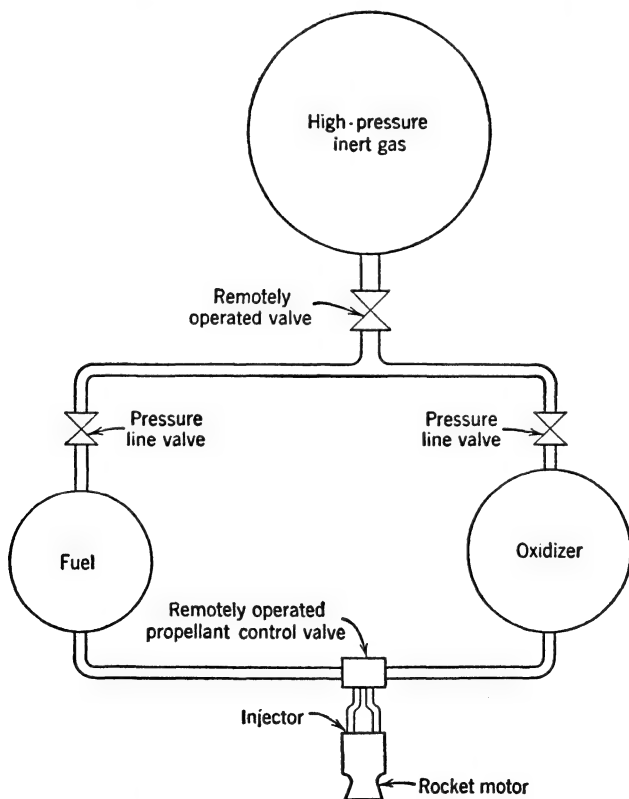 High-pressure
inert gas
Remotely
operated valve
Pressure
line valve
Pressure
line valve
Fuel
Oxidizer
Remotely operated
propellant control valve
Injector
Rocket motor